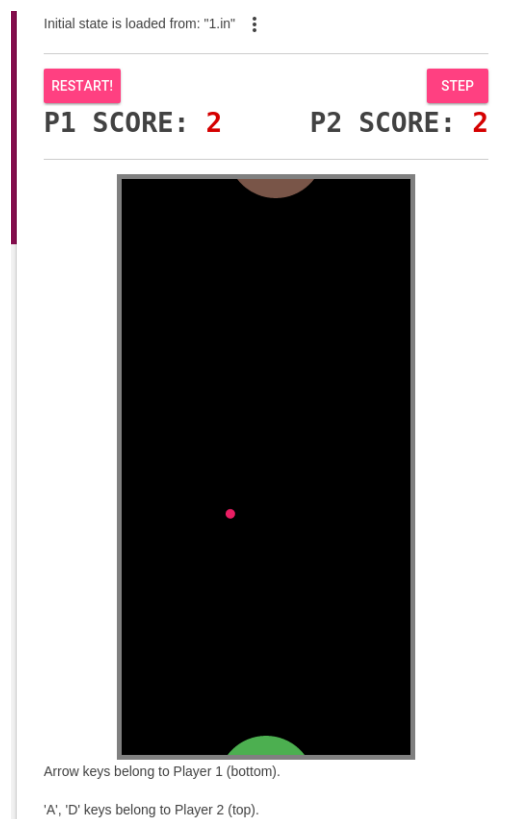 Initial state is loaded from: "1.in"
RESTART! STEP
P1 SCORE: 2 P2 SCORE: 2
Arrow keys belong to Player 1 (bottom).
'A', 'D' keys belong to Player 2 (top).